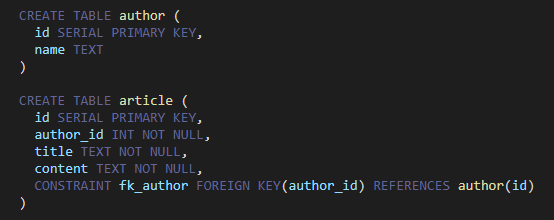 CREATE TABLE author (
  id SERIAL PRIMARY KEY,
  name TEXT
)

CREATE TABLE article (
  id SERIAL PRIMARY KEY,
  author_id INT NOT NULL,
  title TEXT NOT NULL,
  content TEXT NOT NULL,
  CONSTRAINT fk_author FOREIGN KEY(author_id) REFERENCES author(id)
)